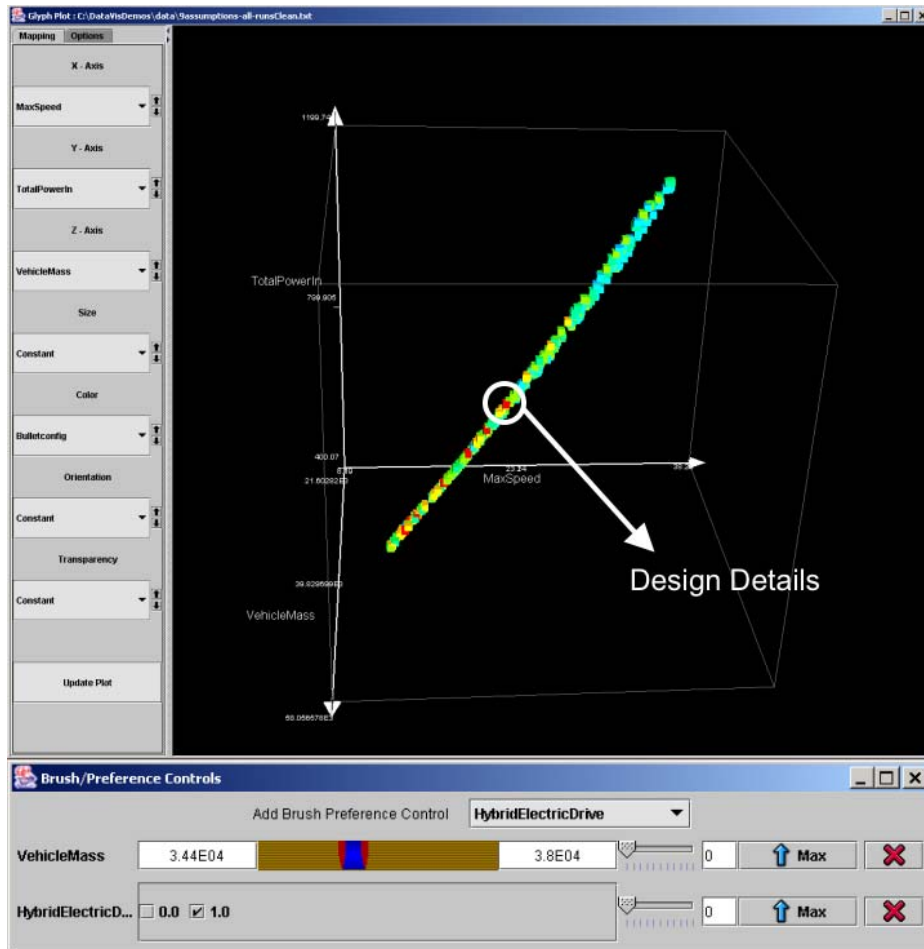 Glyph Plot : C:\DataVisDemos\data\9assumptions-all-runsClean.txt
Mapping Options
X - Axis
MaxSpeed
Y - Axis
TotalPowerIn
Z - Axis
VehicleMass
Size
Constant
Color
Bulletconfig
Orientation
Constant
Transparency
Constant
Update Plot
TotalPowerIn
799.906
400.07
MaxSpeed
VehicleMass
Design Details
Brush/Preference Controls
Add Brush Preference Control HybridElectricDrive
VehicleMass 3.44E04 3.8E04 0 Max
HybridElectricD... 0.0 1.0 0 Max